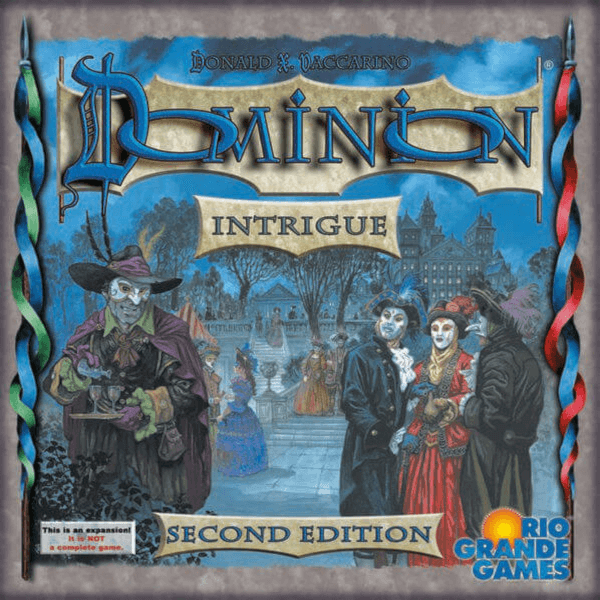 DONALD X. VACCARINO
DOMINION®
INTRIGUE
This is an expansion!
It is NOT
a complete game.
SECOND EDITION
RIO
GRANDE
GAMES